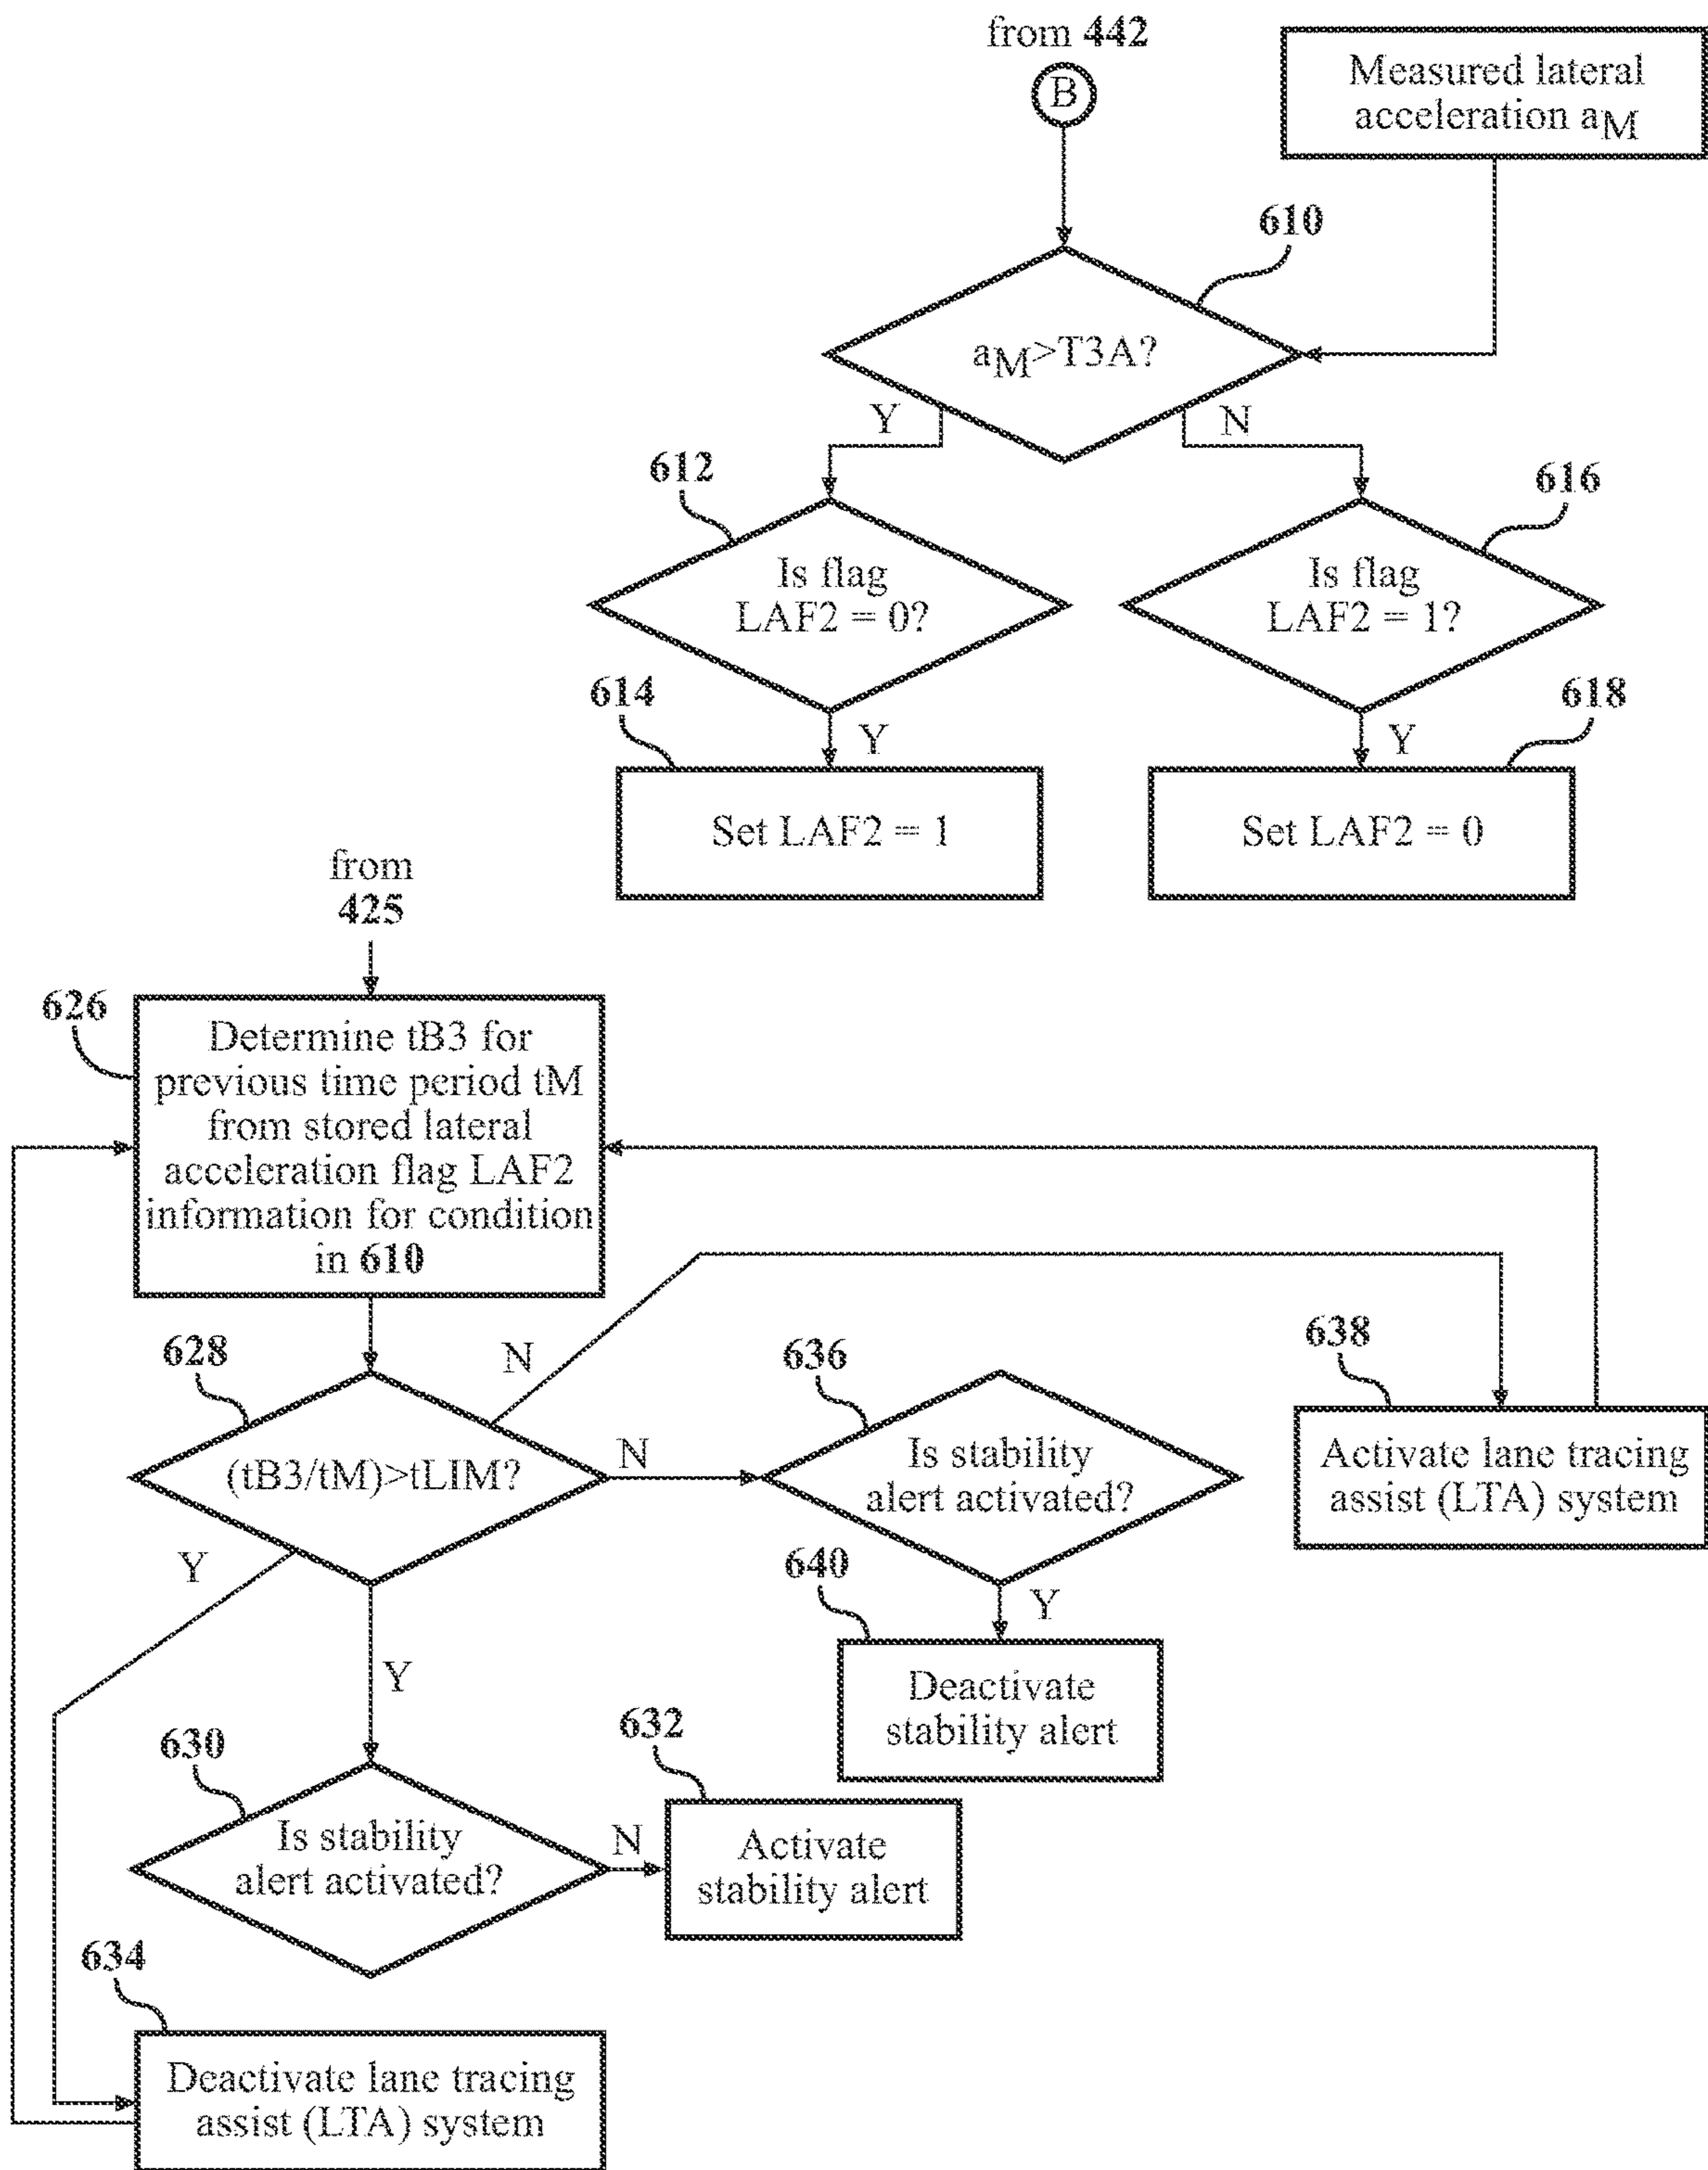 from 442
B
Measured lateral
acceleration aM
610
aM>T3A?
Y
N
612
616
Is flag
LAF2 = 0?
Is flag
LAF2 = 1?
614
Y
618
Y
Set LAF2 = 1
Set LAF2 = 0
from
425
626
Determine tB3 for
previous time period tM
from stored lateral
acceleration flag LAF2
information for condition
in 610
628
N
636
638
(tB3/tM)>tLIM?
N
Is stability
alert activated?
Activate lane tracing
assist (LTA) system
Y
640
Y
Y
Deactivate
stability alert
630
632
Is stability
alert activated?
N
Activate
stability alert
634
Deactivate lane tracing
assist (LTA) system